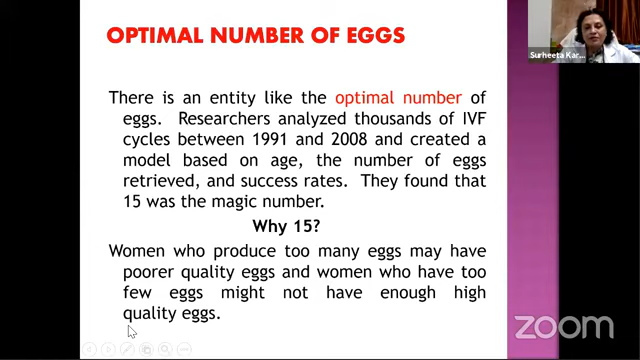 OPTIMAL NUMBER OF EGGS
Surheeta Kar...
There is an entity like the optimal number of
eggs. Researchers analyzed thousands of IVF
cycles between 1991 and 2008 and created a
model based on age, the number of eggs
retrieved, and success rates. They found that
15 was the magic number.
Why 15?
Women who produce too many eggs may have
poorer quality eggs and women who have too
few eggs might not have enough high
quality eggs.
zoom